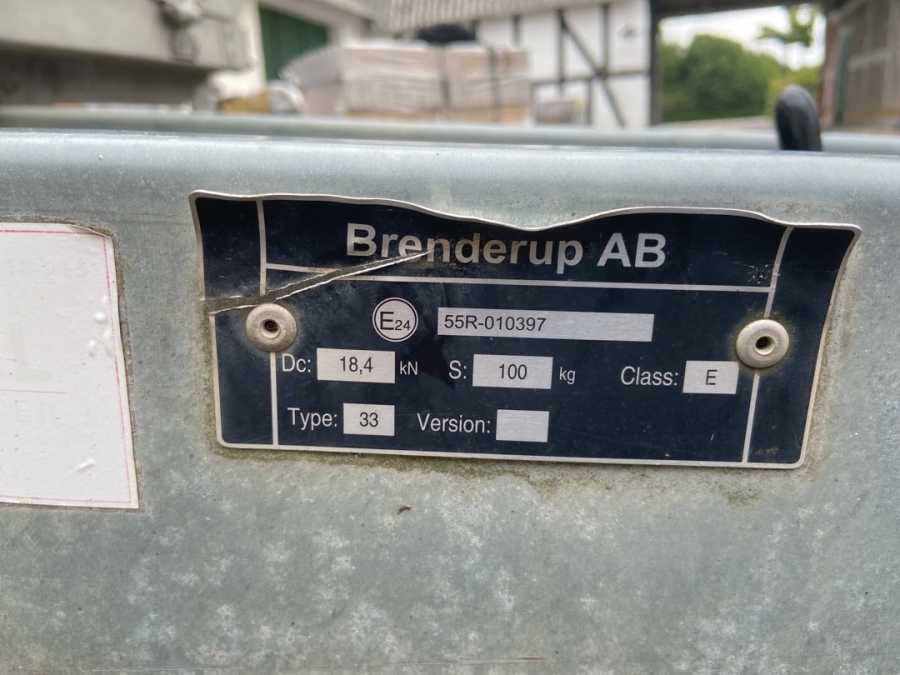 Brenderup AB
E24 55R-010397
Dc: 18,4 kN S: 100 kg Class: E
Type: 33 Version: